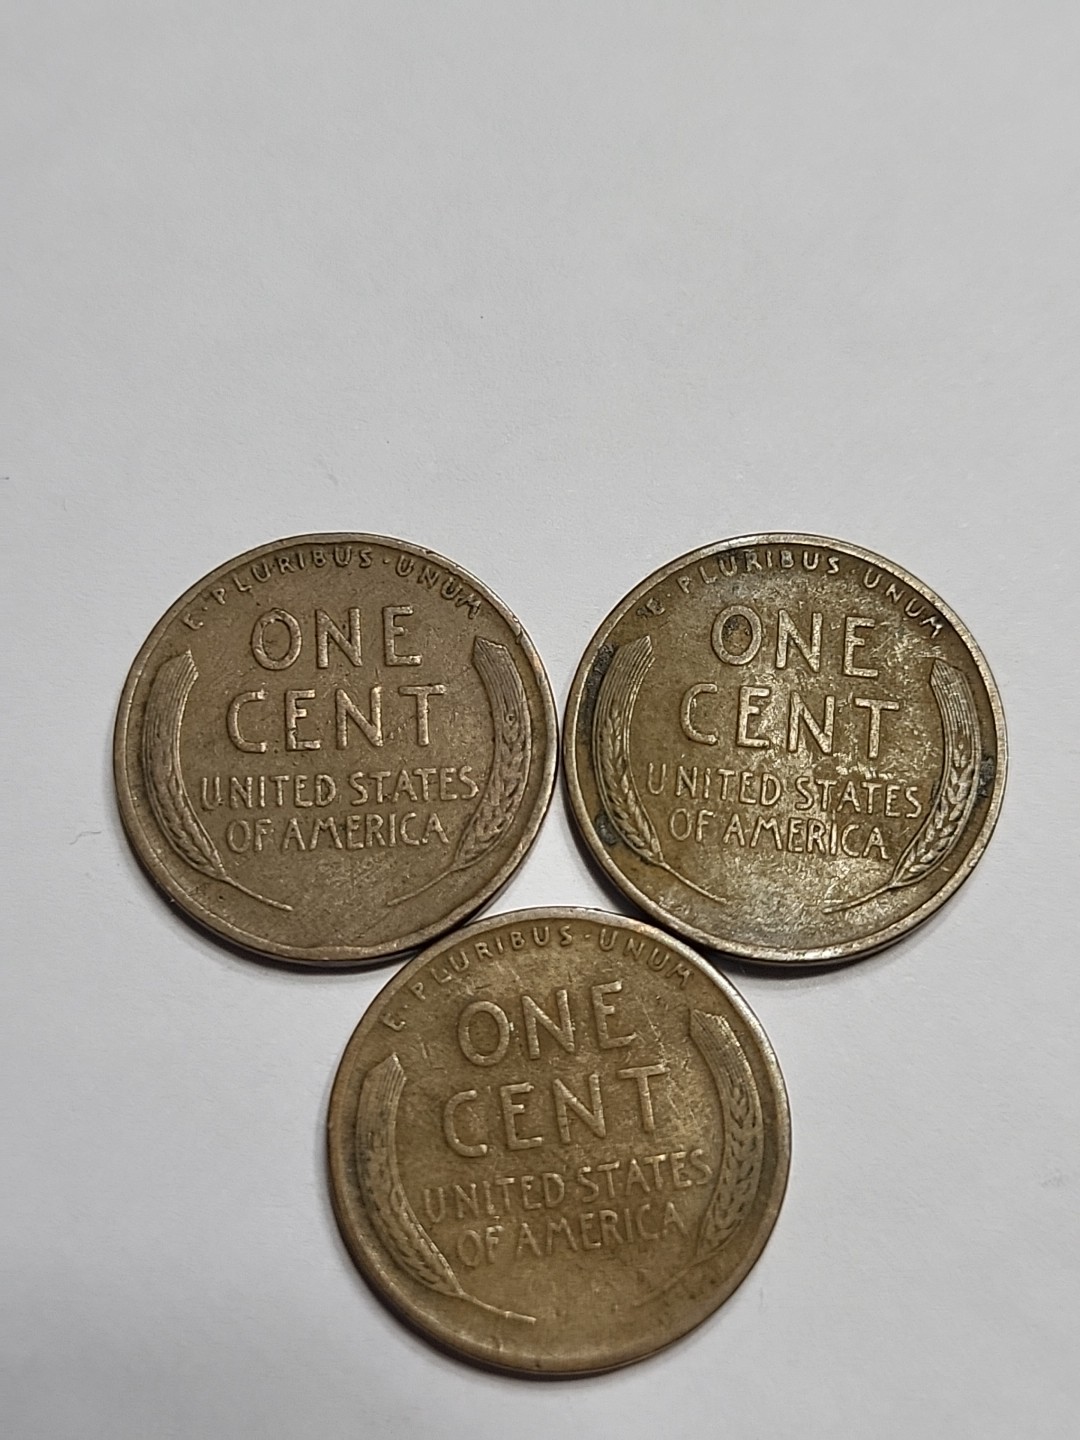 E·PLURIBUS·UNUM
ONE
CENT
UNITED STATES
OF AMERICA
E·PLURIBUS·UNUM
ONE
CENT
UNITED STATES
OF AMERICA
E·PLURIBUS·UNUM
ONE
CENT
UNITED STATES
OF AMERICA